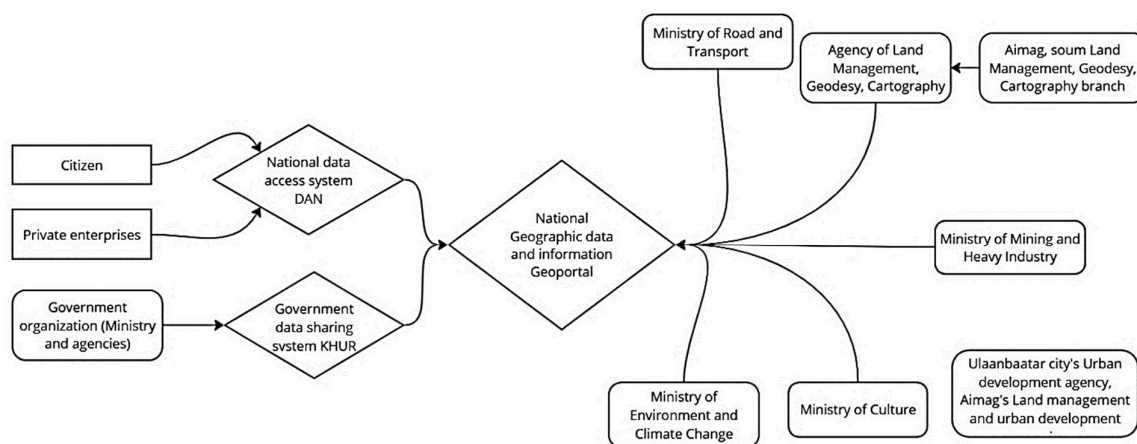 Ministry of Road and
Transport
Agency of Land
Management,
Geodesy, Cartography
Aimag, soum Land
Management, Geodesy,
Cartography branch
Citizen
National data
access system
DAN
Private enterprises
National
Geographic data
and information
Geoportal
Ministry of Mining and
Heavy Industry
Government
organization (Ministry
and agencies)
Government
data sharing
system KHUR
Ministry of
Environment and
Climate Change
Ministry of Culture
Ulaanbaatar city's Urban
development agency,
Aimag's Land management
and urban development